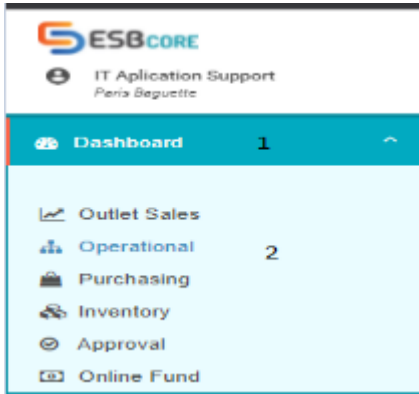 ESBCORE
IT Aplication Support
Paris Baguette
Dashboard 1
Outlet Sales
Operational 2
Purchasing
Inventory
Approval
Online Fund